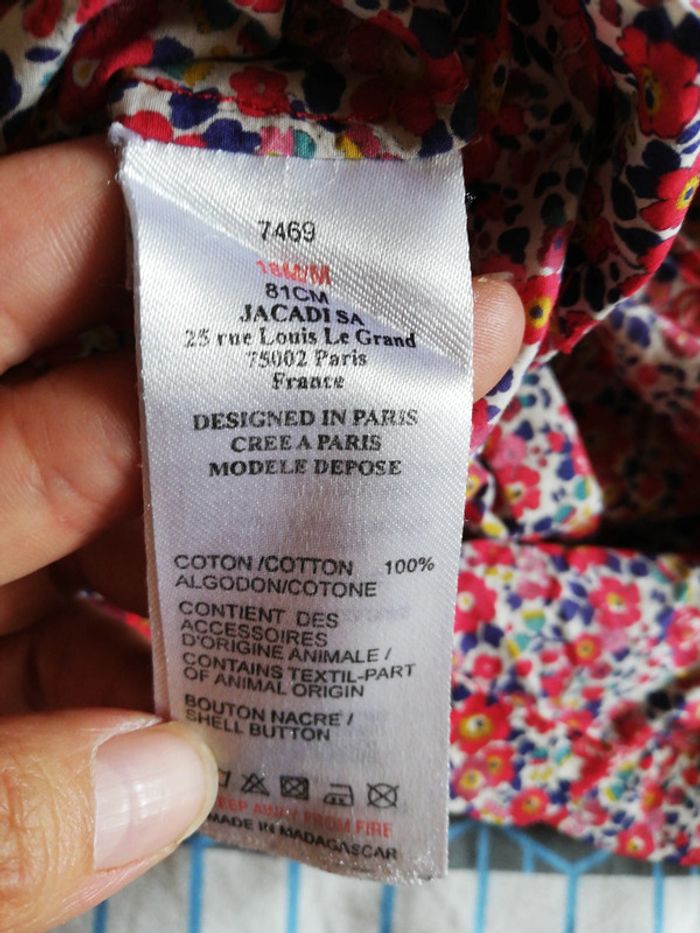 7469
18M/M
81CM
JACADI SA
25 rue Louis Le Grand
75002 Paris
France
DESIGNED IN PARIS
CREE A PARIS
MODELE DEPOSE
COTON /COTTON 100%
ALGODON/COTONE
CONTIENT DES
ACCESSOIRES
D'ORIGINE ANIMALE /
CONTAINS TEXTIL-PART
OF ANIMAL ORIGIN
BOUTON NACRE /
SHELL BUTTON
KEEP AWAY FROM FIRE
MADE IN MADAGASCAR